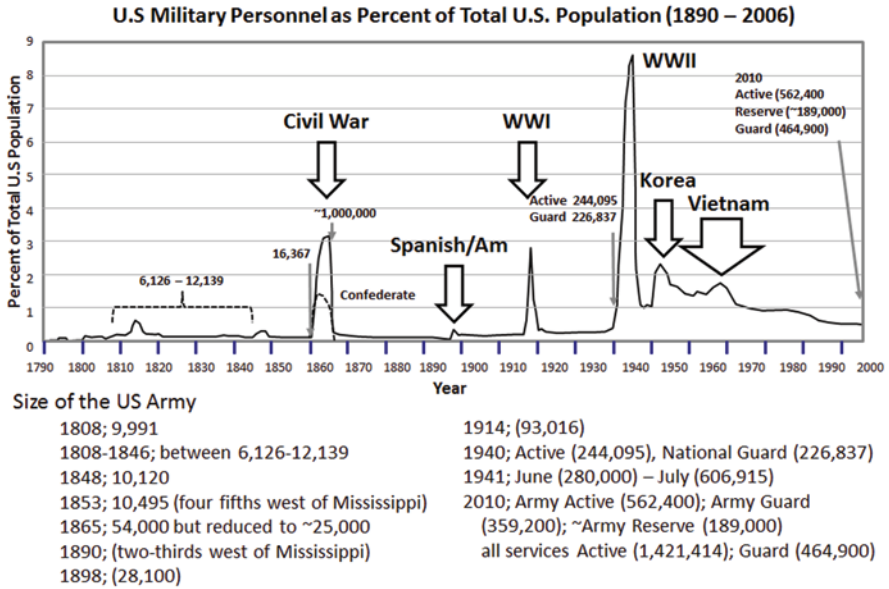 U.S Military Personnel as Percent of Total U.S. Population (1890 – 2006)
Percent of Total U.S Population
9
8
7
6
5
4
3
2
1
0
Civil War
~1,000,000
16,367
6,126 – 12,139
Confederate
Spanish/Am
WWI
Active 244,095
Guard 226,837
WWII
Korea
Vietnam
2010
Active (562,400
Reserve (~189,000)
Guard (464,900)
1790 1800 1810 1820 1830 1840 1850 1860 1870 1880 1890 1900 1910 1920 1930 1940 1950 1960 1970 1980 1990 2000
Year
Size of the US Army
1808; 9,991
1808-1846; between 6,126-12,139
1848; 10,120
1853; 10,495 (four fifths west of Mississippi)
1865; 54,000 but reduced to ~25,000
1890; (two-thirds west of Mississippi)
1898; (28,100)
1914; (93,016)
1940; Active (244,095), National Guard (226,837)
1941; June (280,000) – July (606,915)
2010; Army Active (562,400); Army Guard
(359,200); ~Army Reserve (189,000)
all services Active (1,421,414); Guard (464,900)